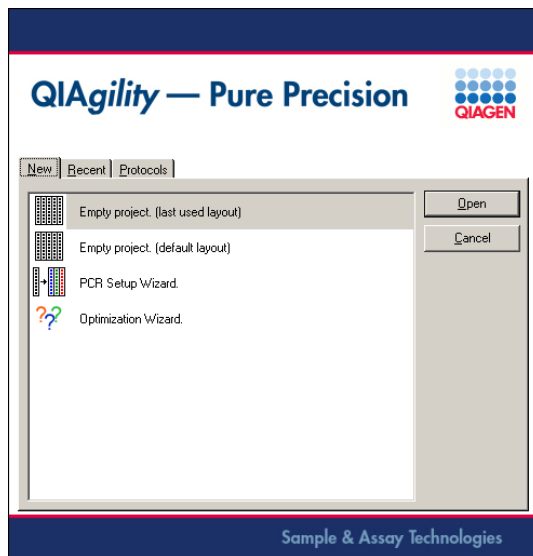 QIAgility — Pure Precision
QIAGEN
New Recent Protocols
Empty project. (last used layout)
Open
Empty project. (default layout)
Cancel
PCR Setup Wizard.
Optimization Wizard.
Sample & Assay Technologies